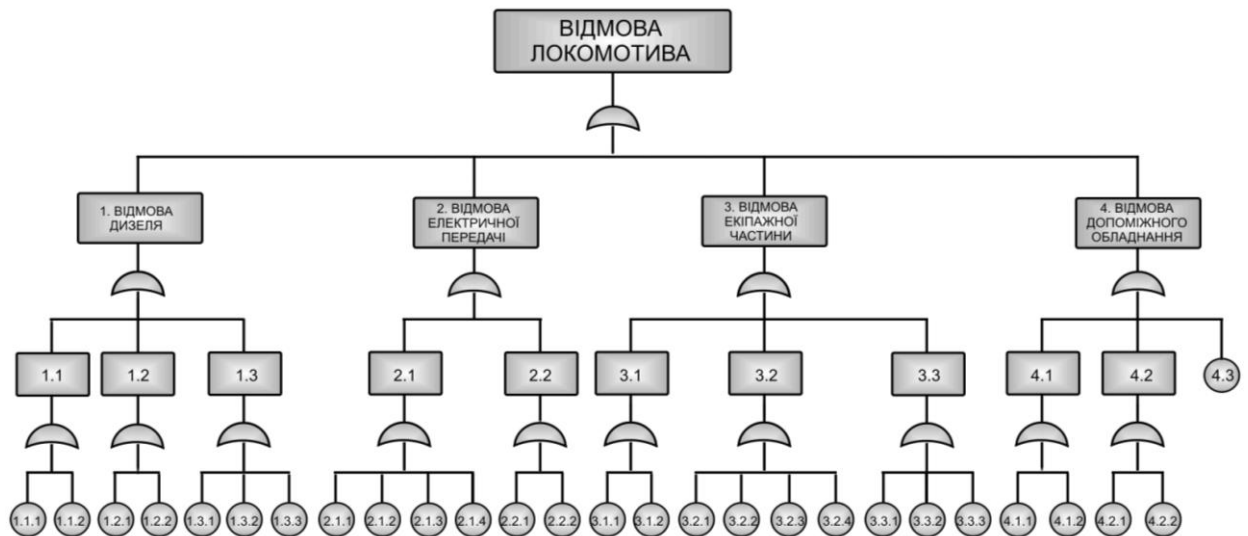 ВІДМОВА
ЛОКОМОТИВА
1. ВІДМОВА
ДИЗЕЛЯ
2. ВІДМОВА
ЕЛЕКТРИЧНОЇ
ПЕРЕДАЧІ
3. ВІДМОВА
ЕКІПАЖНОЇ
ЧАСТИНИ
4. ВІДМОВА
ДОПОМІЖНОГО
ОБЛАДНАННЯ
1.1 1.2 1.3 2.1 2.2 3.1 3.2 3.3 4.1 4.2 4.3
1.1.1 1.1.2 1.2.1 1.2.2 1.3.1 1.3.2 1.3.3 2.1.1 2.1.2 2.1.3 2.1.4 2.2.1 2.2.2 3.1.1 3.1.2 3.2.1 3.2.2 3.2.3 3.2.4 3.3.1 3.3.2 3.3.3 4.1.1 4.1.2 4.2.1 4.2.2